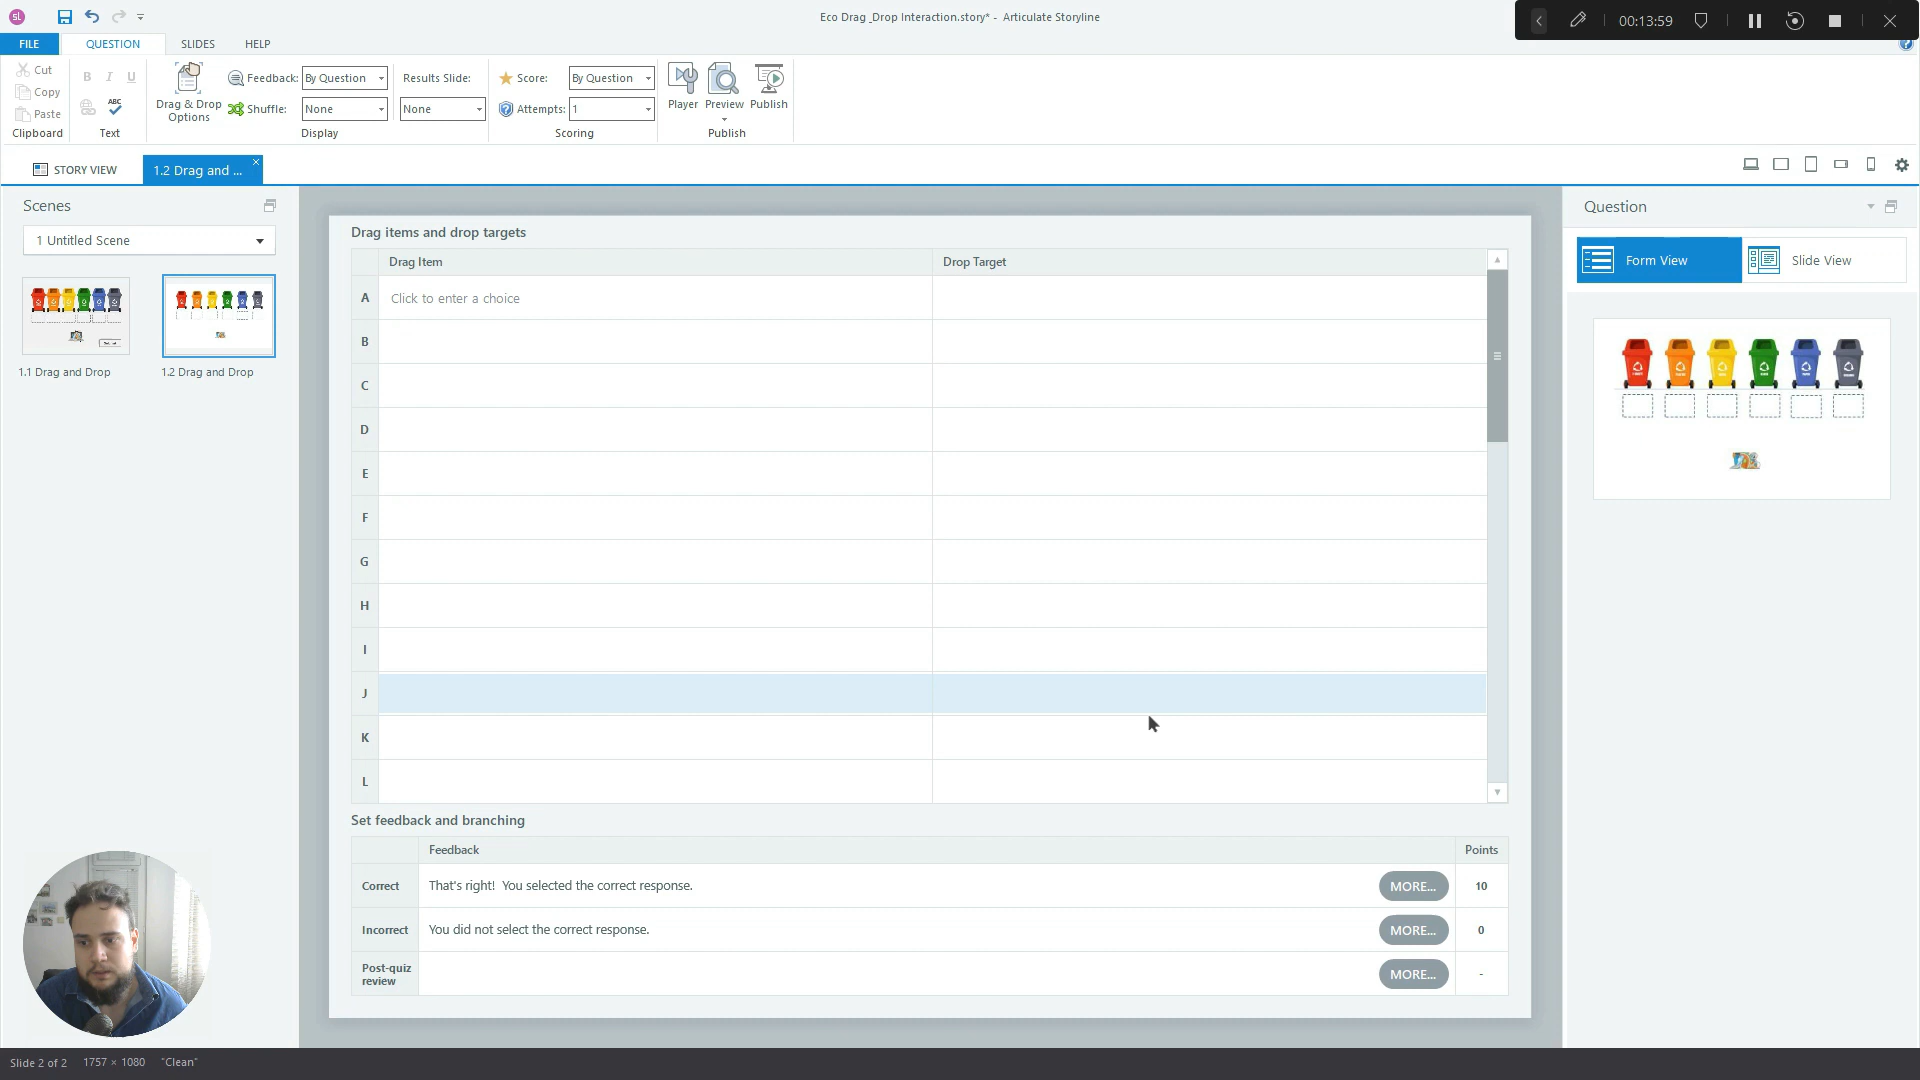 sl
Eco Drag _Drop Interaction.story* - Articulate Storyline
00:13:59
FILE
QUESTION
SLIDES
HELP
Cut
Copy
Paste
Clipboard
B I U
ABC
Text
Drag & Drop
Options
Feedback: By Question
Shuffle: None
Display
Results Slide:
None
Score: By Question
Attempts: 1
Scoring
Player
Preview
Publish
Publish
STORY VIEW
1.2 Drag and ...
Scenes
1 Untitled Scene
1.1 Drag and Drop
1.2 Drag and Drop
Drag items and drop targets
Drag Item
Drop Target
A
Click to enter a choice
B
C
D
E
F
G
H
I
J
K
L
Set feedback and branching
Feedback
Points
Correct
That's right! You selected the correct response.
MORE...
10
Incorrect
You did not select the correct response.
MORE...
0
Post-quiz
review
MORE...
-
Question
Form View
Slide View
Slide 2 of 2
1757 × 1080
"Clean"